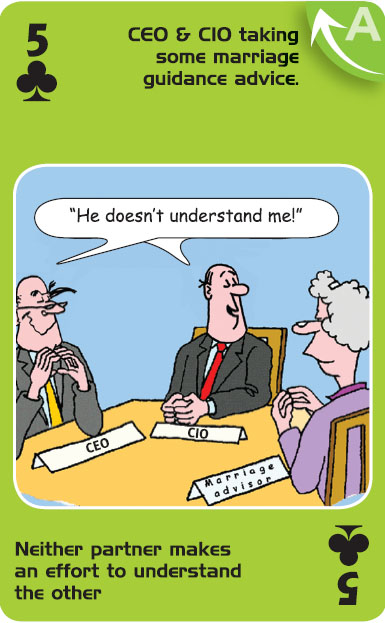 5
A
CEO & CIO taking
some marriage
guidance advice.
“He doesn’t understand me!”
CEO
CIO
Marriage
advisor
Neither partner makes
an effort to understand
the other
5